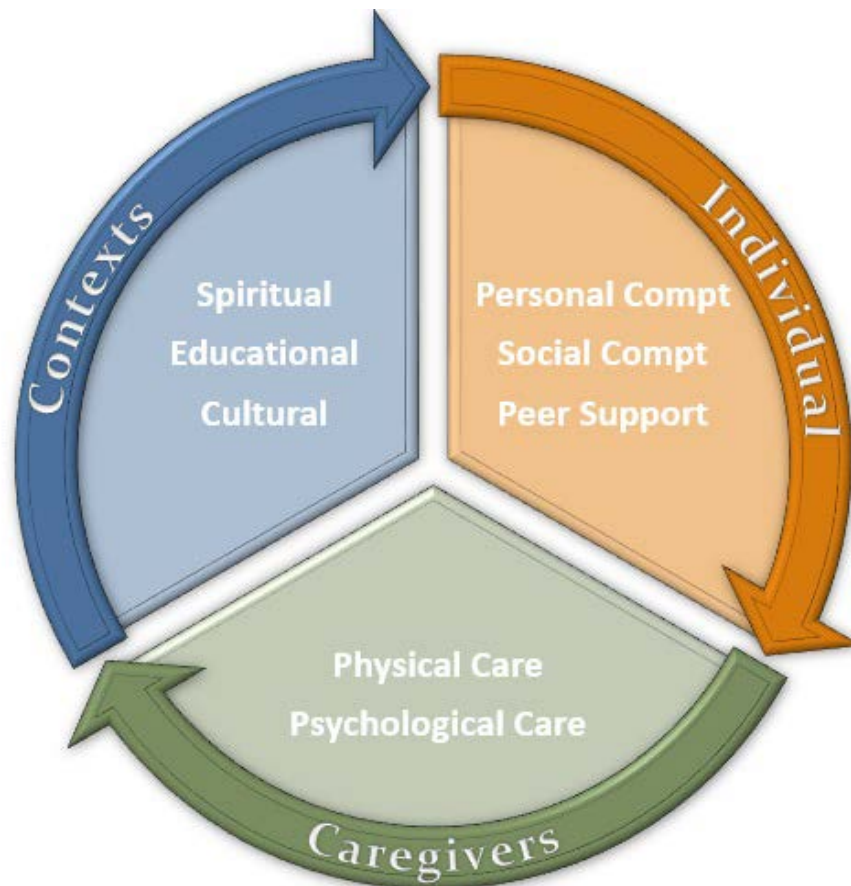 Contexts
Spiritual
Educational
Cultural
Individual
Personal Compt
Social Compt
Peer Support
Physical Care
Psychological Care
Caregivers